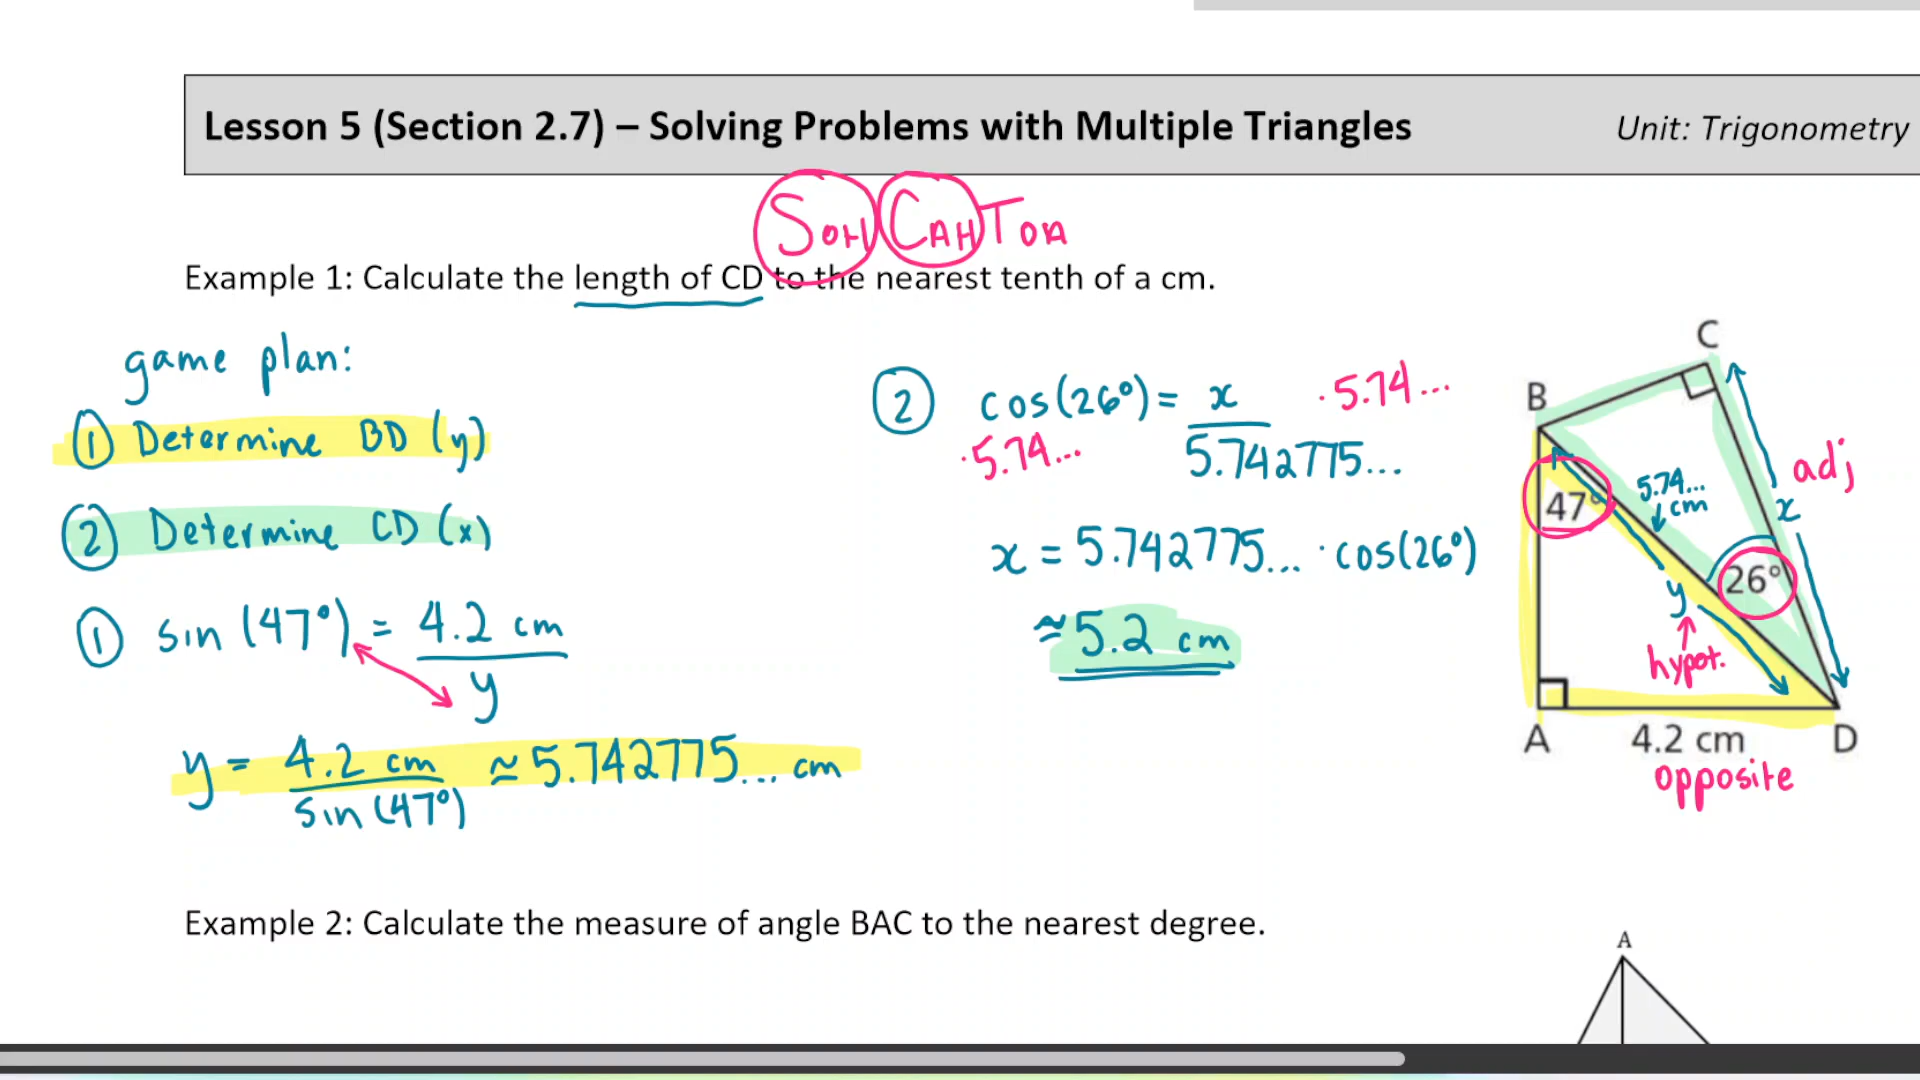 Lesson 5 (Section 2.7) – Solving Problems with Multiple Triangles Unit: Trigonometry
SOH CAH TOA
Example 1: Calculate the length of CD to the nearest tenth of a cm.
game plan:
① Determine BD (y)
② Determine CD (x)
① sin (47°) = 4.2 cm
y
y = 4.2 cm ≈ 5.742775... cm
sin (47°)
② cos(26°) = x · 5.74...
· 5.74... 5.742775...
x = 5.742775... · cos(26°)
≈ 5.2 cm
C
B
adj
47°
5.74...
cm
x
26°
y
hypot.
A 4.2 cm D
opposite
Example 2: Calculate the measure of angle BAC to the nearest degree.
A